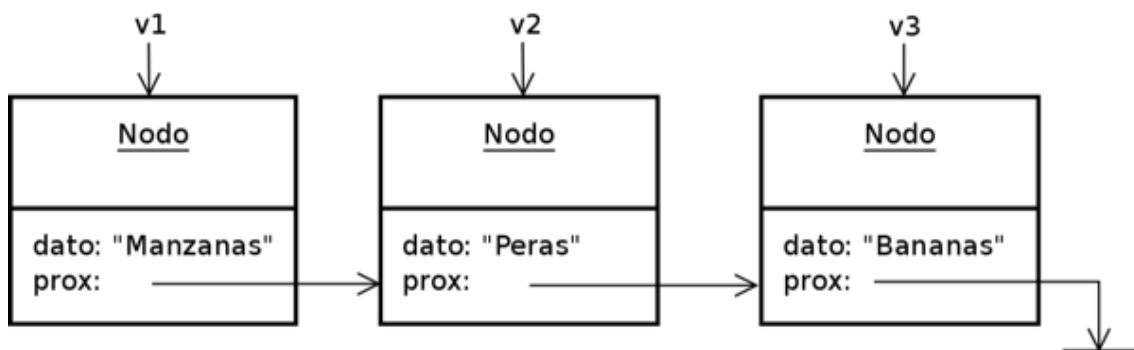 v1
v2
v3
Nodo
Nodo
Nodo
dato: "Manzanas"
prox:
dato: "Peras"
prox:
dato: "Bananas"
prox: